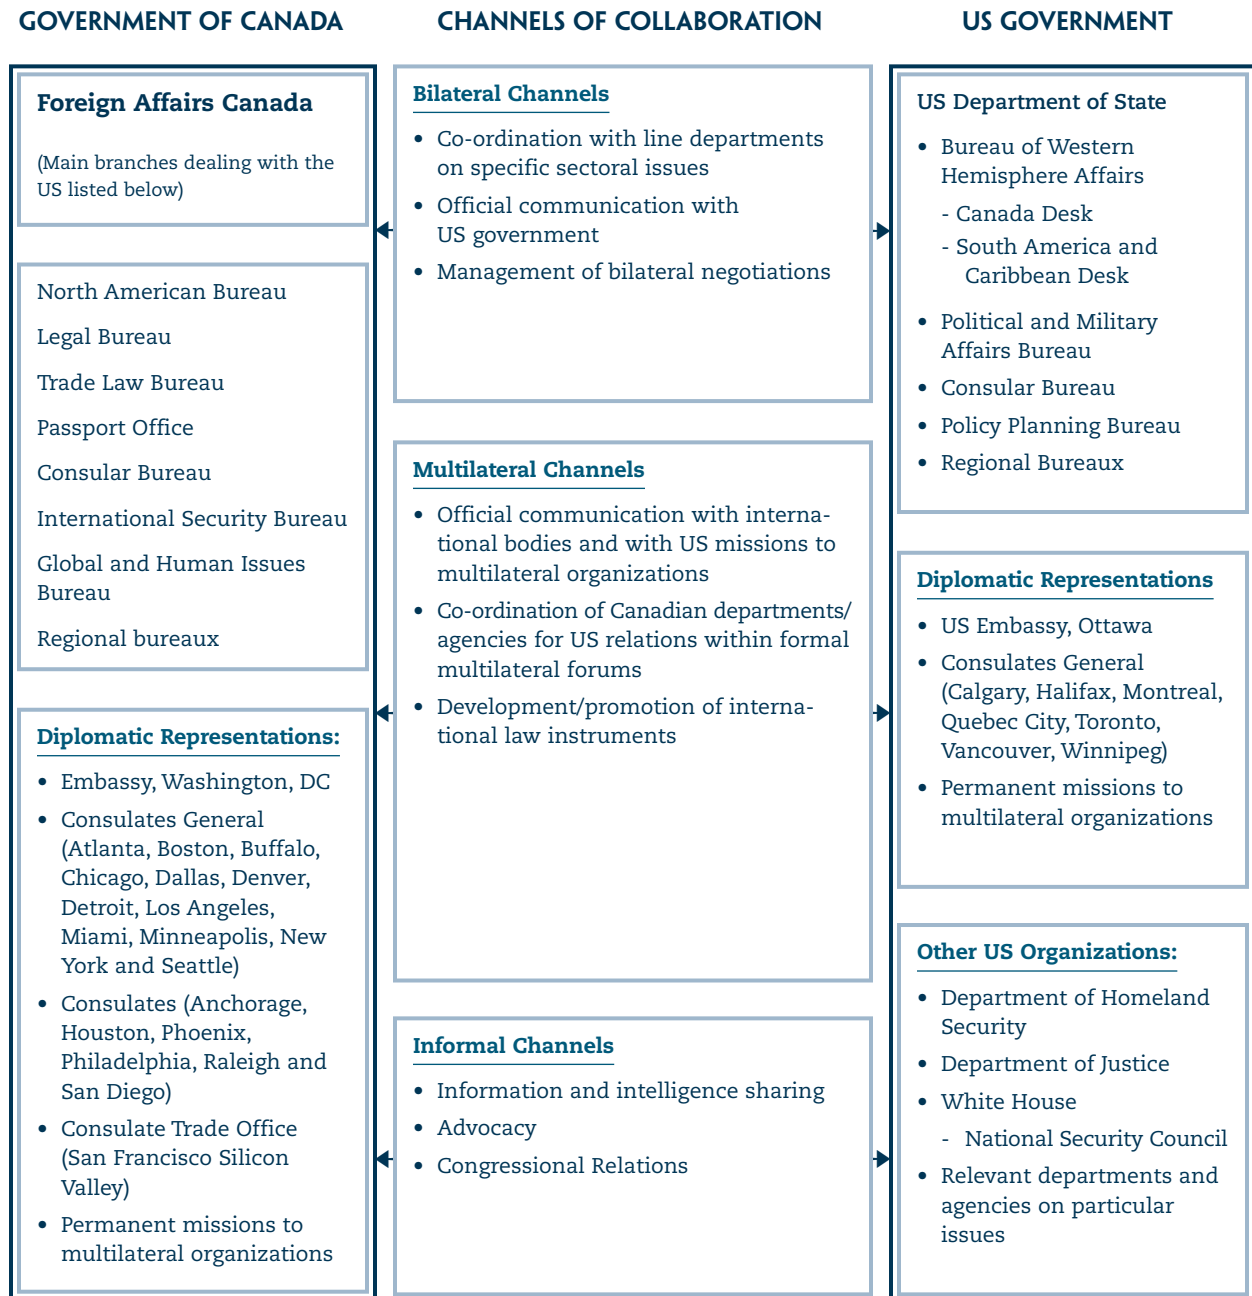 GOVERNMENT OF CANADA
Foreign Affairs Canada
(Main branches dealing with the
US listed below)
North American Bureau
Legal Bureau
Trade Law Bureau
Passport Office
Consular Bureau
International Security Bureau
Global and Human Issues
Bureau
Regional bureaux
Diplomatic Representations:
• Embassy, Washington, DC
• Consulates General
(Atlanta, Boston, Buffalo,
Chicago, Dallas, Denver,
Detroit, Los Angeles,
Miami, Minneapolis, New
York and Seattle)
• Consulates (Anchorage,
Houston, Phoenix,
Philadelphia, Raleigh and
San Diego)
• Consulate Trade Office
(San Francisco Silicon
Valley)
• Permanent missions to
multilateral organizations
CHANNELS OF COLLABORATION
Bilateral Channels
• Co-ordination with line departments
on specific sectoral issues
• Official communication with
US government
• Management of bilateral negotiations
Multilateral Channels
• Official communication with interna-
tional bodies and with US missions to
multilateral organizations
• Co-ordination of Canadian departments/
agencies for US relations within formal
multilateral forums
• Development/promotion of interna-
tional law instruments
Informal Channels
• Information and intelligence sharing
• Advocacy
• Congressional Relations
US GOVERNMENT
US Department of State
• Bureau of Western
Hemisphere Affairs
- Canada Desk
- South America and
Caribbean Desk
• Political and Military
Affairs Bureau
• Consular Bureau
• Policy Planning Bureau
• Regional Bureaux
Diplomatic Representations
• US Embassy, Ottawa
• Consulates General
(Calgary, Halifax, Montreal,
Quebec City, Toronto,
Vancouver, Winnipeg)
• Permanent missions to
multilateral organizations
Other US Organizations:
• Department of Homeland
Security
• Department of Justice
• White House
- National Security Council
• Relevant departments and
agencies on particular
issues